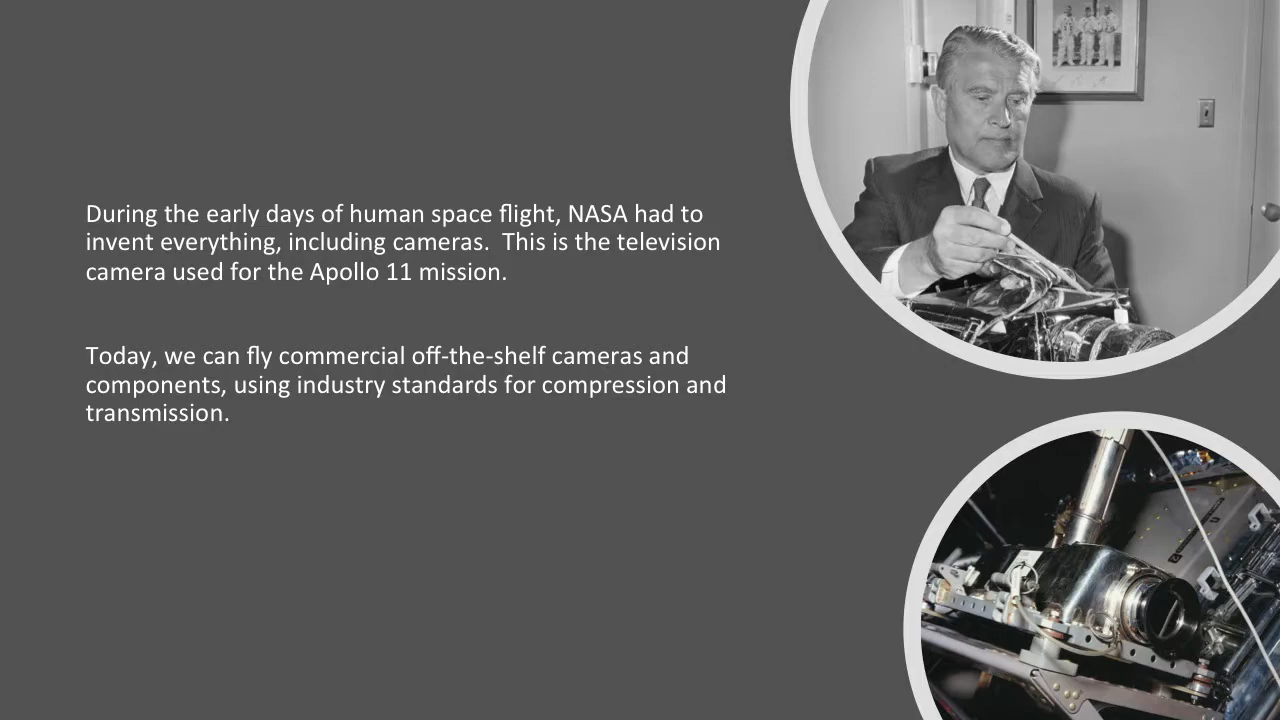 During the early days of human space flight, NASA had to
invent everything, including cameras.  This is the television
camera used for the Apollo 11 mission.
Today, we can fly commercial off-the-shelf cameras and
components, using industry standards for compression and
transmission.